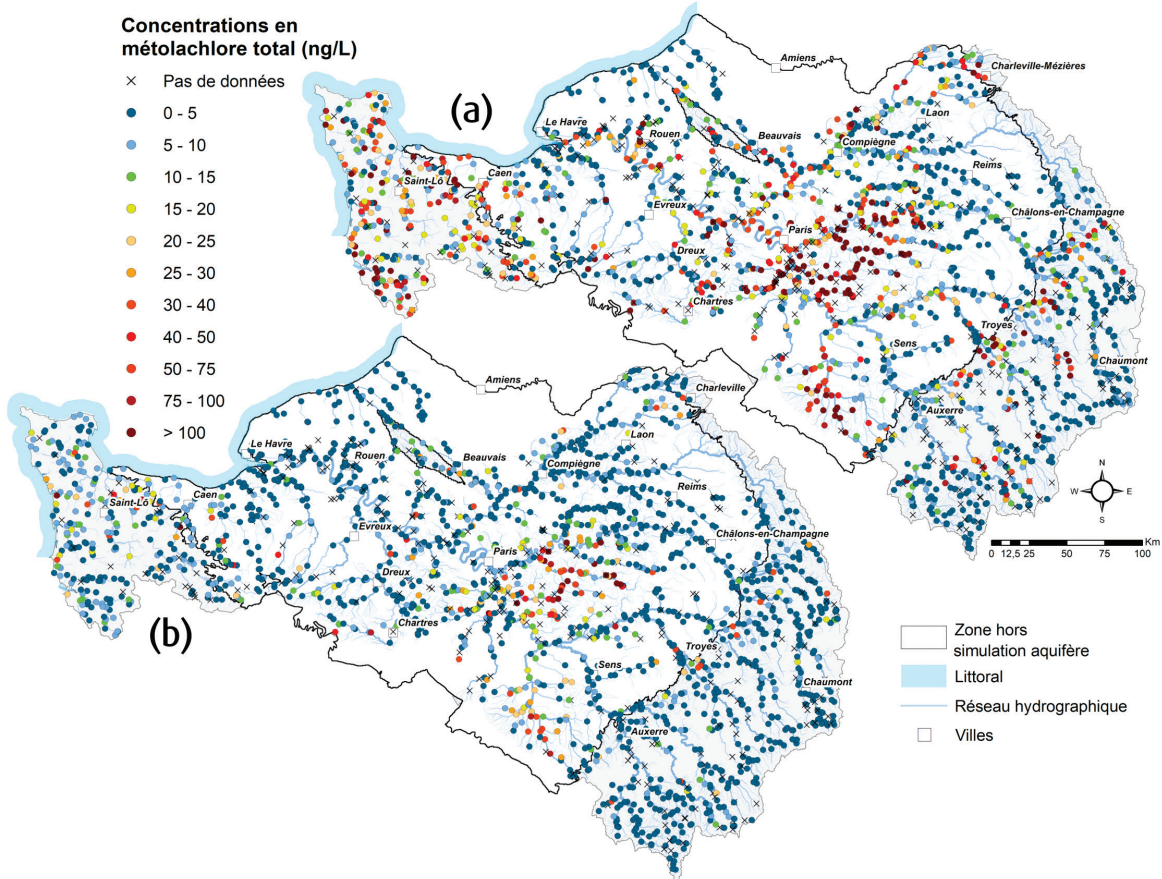 Concentrations en
métolachlore total (ng/L)
Pas de données
0 - 5
5 - 10
10 - 15
15 - 20
20 - 25
25 - 30
30 - 40
40 - 50
50 - 75
75 - 100
> 100
(a)
Amiens
Charleville-Mézières
Laon
Le Havre
Rouen
Beauvais
Compiègne
Reims
Caen
Saint-Lô
Evreux
Paris
Châlons-en-Champagne
Dreux
Chartres
Troyes
Sens
Chaumont
Auxerre
(b)
Amiens
Charleville
Laon
Le Havre
Rouen
Beauvais
Compiègne
Reims
Caen
Saint-Lô
Evreux
Paris
Châlons-en-Champagne
Dreux
Chartres
Troyes
Sens
Chaumont
Auxerre
N
W E
S
Km
0 12,5 25 50 75 100
Zone hors
simulation aquifère
Littoral
Réseau hydrographique
Villes